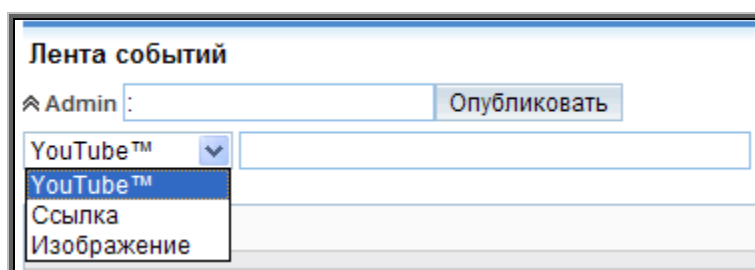 Лента событий
Admin : Опубликовать
YouTube™
YouTube™
Ссылка
Изображение